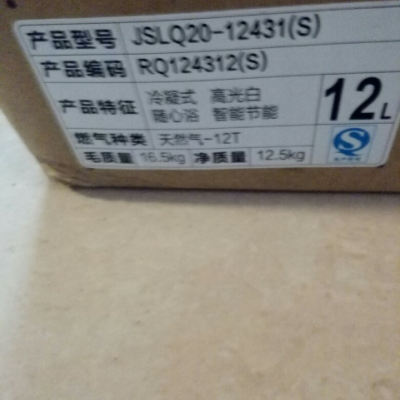 产品型号 JSLQ20-12431(S)
产品编码 RQ124312(S)
产品特征 冷凝式 高光白
随心浴 智能节能
12L
燃气种类 天然气-12T
毛质量 16.5kg 净质量 12.5kg